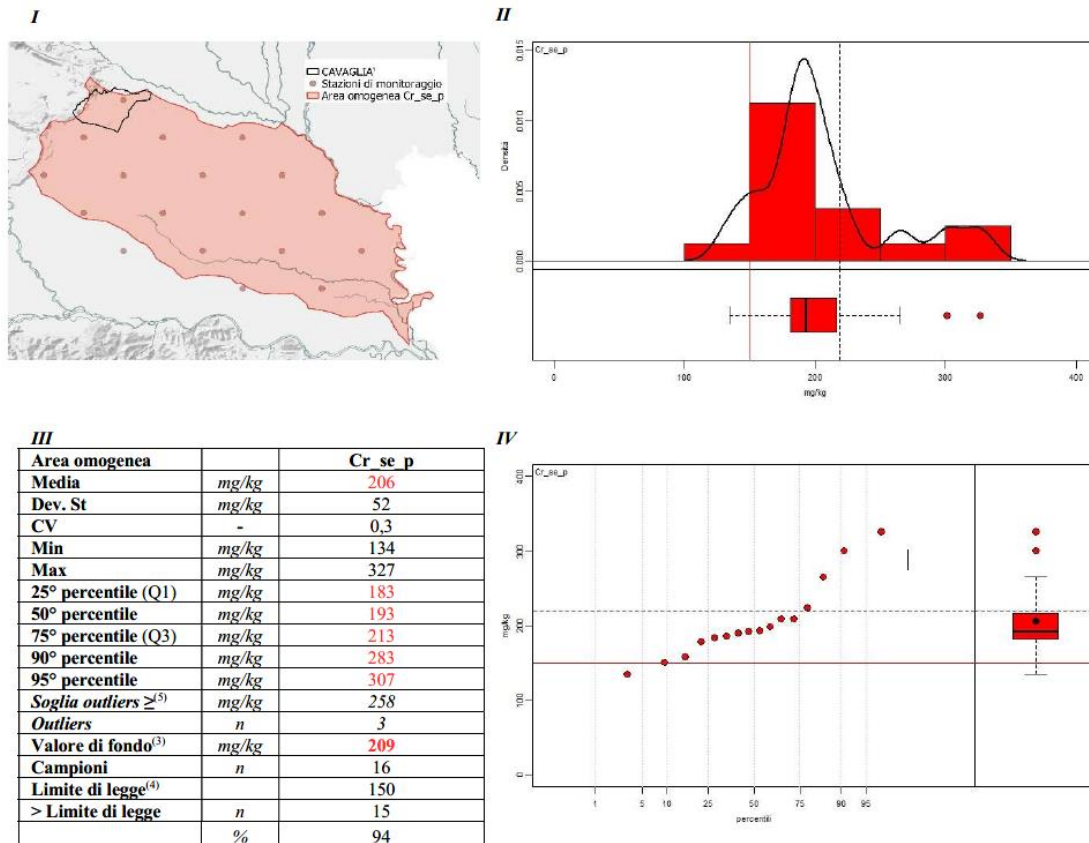 I
CAVAGLIA'
Stazioni di monitoraggio
Area omogenea Cr_se_p
II
Cr_se_p
0.015
0.010
0.005
0.000
Densità
0 100 200 300 400
mg/kg
III
Area omogenea Cr_se_p
Media mg/kg 206
Dev. St mg/kg 52
CV - 0,3
Min mg/kg 134
Max mg/kg 327
25° percentile (Q1) mg/kg 183
50° percentile mg/kg 193
75° percentile (Q3) mg/kg 213
90° percentile mg/kg 283
95° percentile mg/kg 307
Soglia outliers ≥(5) mg/kg 258
Outliers n 3
Valore di fondo(3) mg/kg 209
Campioni n 16
Limite di legge(4) 150
> Limite di legge n 15
% 94
IV
Cr_se_p
400
300
200
100
0
mg/kg
1 5 10 25 50 75 90 95
percentili